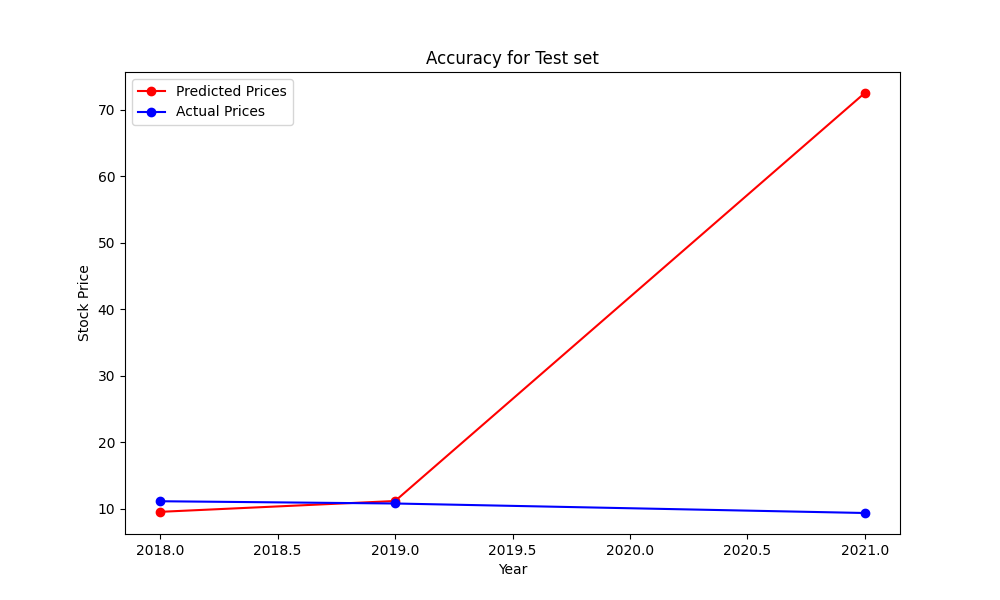 Accuracy for Test set
Predicted Prices
Actual Prices
Stock Price
70
60
50
40
30
20
10
2018.0 2018.5 2019.0 2019.5 2020.0 2020.5 2021.0
Year